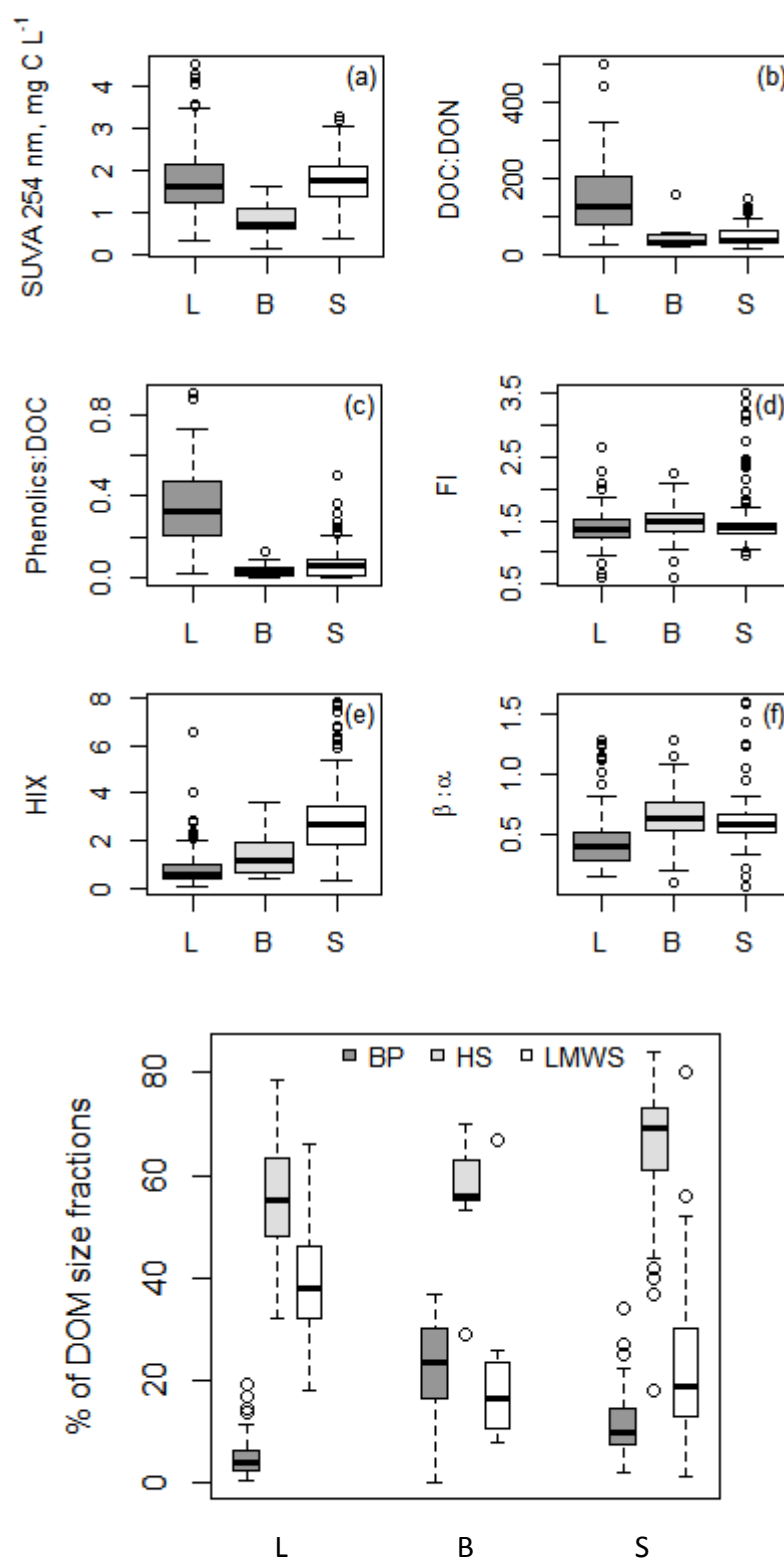 SUVA 254 nm, mg C L⁻¹
0 1 2 3 4
(a)
L B S
DOC:DON
0 200 400
(b)
L B S
Phenolics:DOC
0.0 0.4 0.8
(c)
L B S
FI
0.5 1.5 2.5 3.5
(d)
L B S
HIX
0 2 4 6 8
(e)
L B S
β:α
0.5 1.0 1.5
(f)
L B S
% of DOM size fractions
0 20 40 60 80
BP HS LMWS
L B S